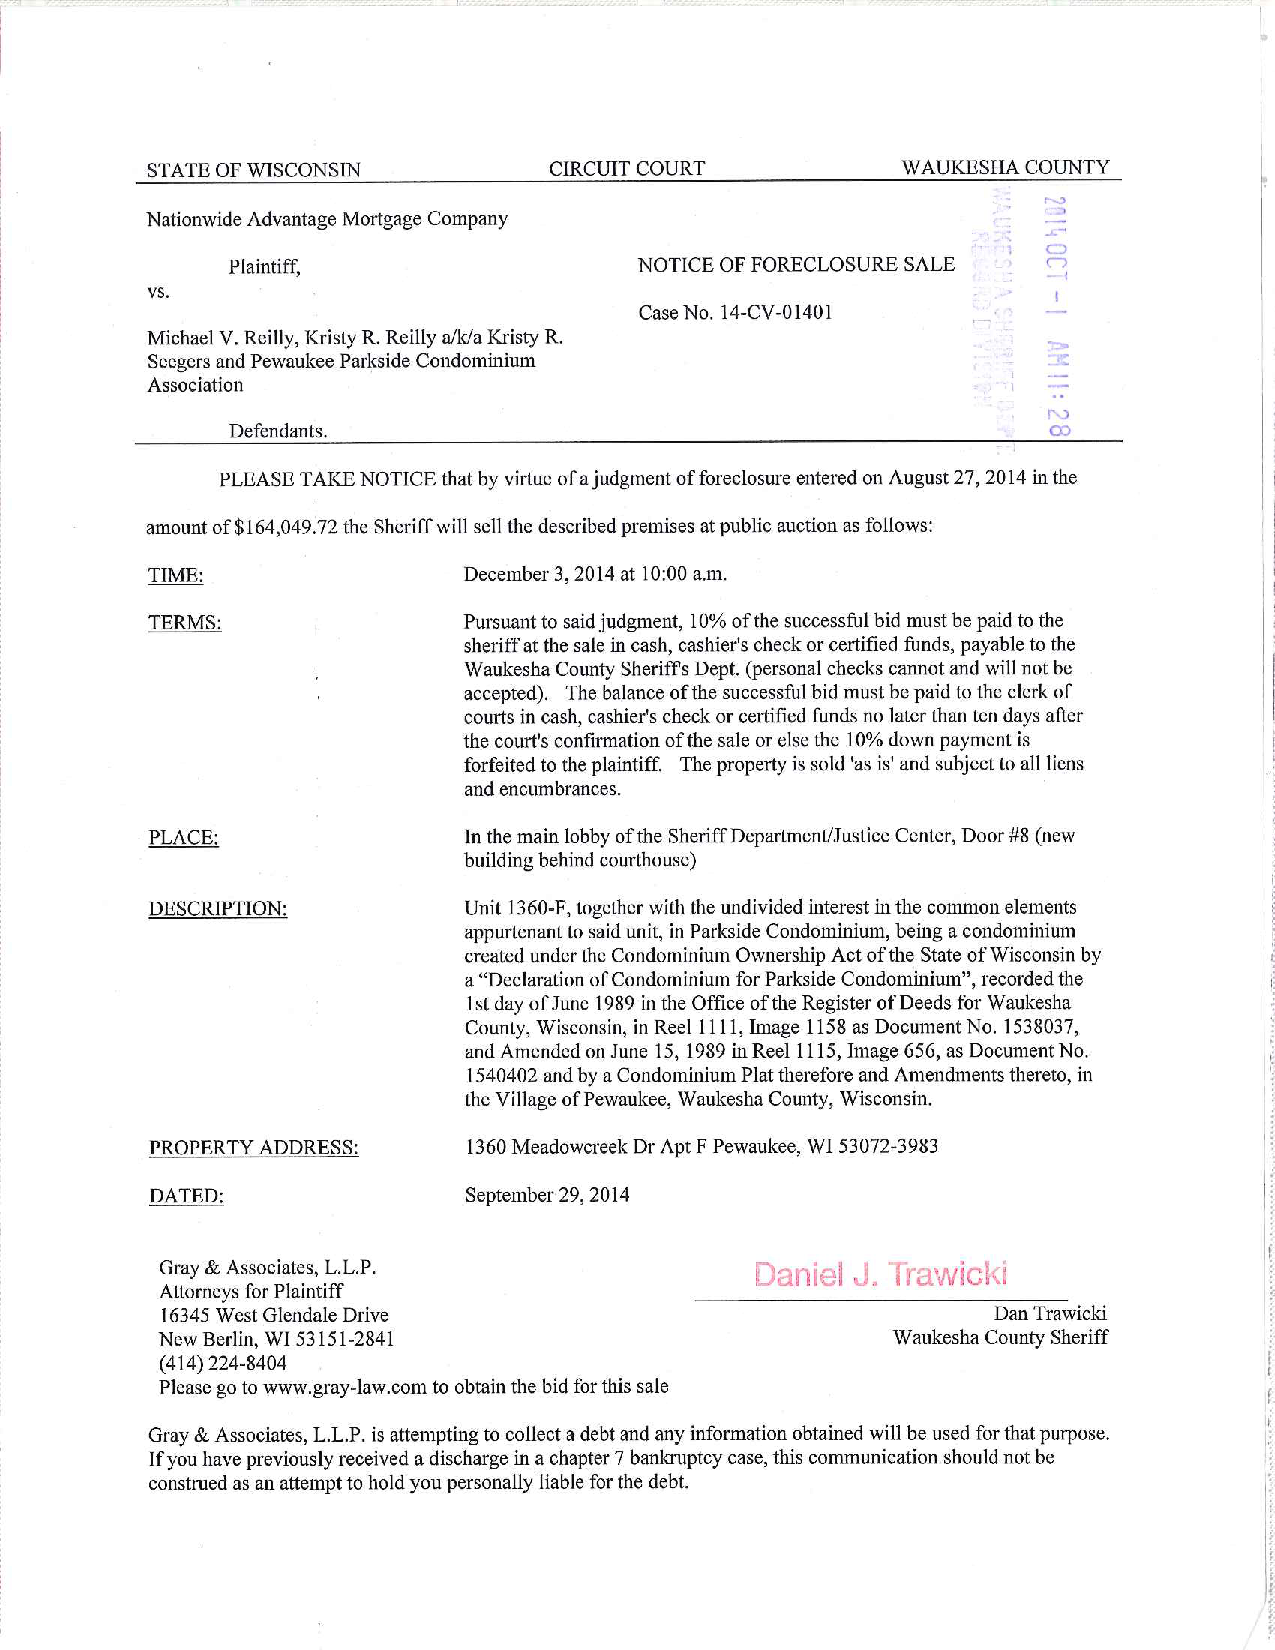 STATE OF WISCONSIN CIRCUIT COURT WAUKESHA COUNTY
Nationwide Advantage Mortgage Company
Plaintiff,
vs.
Michael V. Reilly, Kristy R. Reilly a/k/a Kristy R.
Seegers and Pewaukee Parkside Condominium
Association
Defendants.
NOTICE OF FORECLOSURE SALE
Case No. 14-CV-01401
2014 OCT -1 AM 11:28
WAUKESHA SHERIFF DEPT
PLEASE TAKE NOTICE that by virtue of a judgment of foreclosure entered on August 27, 2014 in the
amount of $164,049.72 the Sheriff will sell the described premises at public auction as follows:
TIME: December 3, 2014 at 10:00 a.m.
TERMS: Pursuant to said judgment, 10% of the successful bid must be paid to the
sheriff at the sale in cash, cashier's check or certified funds, payable to the
Waukesha County Sheriff's Dept. (personal checks cannot and will not be
accepted). The balance of the successful bid must be paid to the clerk of
courts in cash, cashier's check or certified funds no later than ten days after
the court's confirmation of the sale or else the 10% down payment is
forfeited to the plaintiff. The property is sold 'as is' and subject to all liens
and encumbrances.
PLACE: In the main lobby of the Sheriff Department/Justice Center, Door #8 (new
building behind courthouse)
DESCRIPTION: Unit 1360-F, together with the undivided interest in the common elements
appurtenant to said unit, in Parkside Condominium, being a condominium
created under the Condominium Ownership Act of the State of Wisconsin by
a “Declaration of Condominium for Parkside Condominium”, recorded the
1st day of June 1989 in the Office of the Register of Deeds for Waukesha
County, Wisconsin, in Reel 1111, Image 1158 as Document No. 1538037,
and Amended on June 15, 1989 in Reel 1115, Image 656, as Document No.
1540402 and by a Condominium Plat therefore and Amendments thereto, in
the Village of Pewaukee, Waukesha County, Wisconsin.
PROPERTY ADDRESS: 1360 Meadowcreek Dr Apt F Pewaukee, WI 53072-3983
DATED: September 29, 2014
Gray & Associates, L.L.P.
Attorneys for Plaintiff
16345 West Glendale Drive
New Berlin, WI 53151-2841
(414) 224-8404
Please go to www.gray-law.com to obtain the bid for this sale
Daniel J. Trawicki
Dan Trawicki
Waukesha County Sheriff
Gray & Associates, L.L.P. is attempting to collect a debt and any information obtained will be used for that purpose.
If you have previously received a discharge in a chapter 7 bankruptcy case, this communication should not be
construed as an attempt to hold you personally liable for the debt.